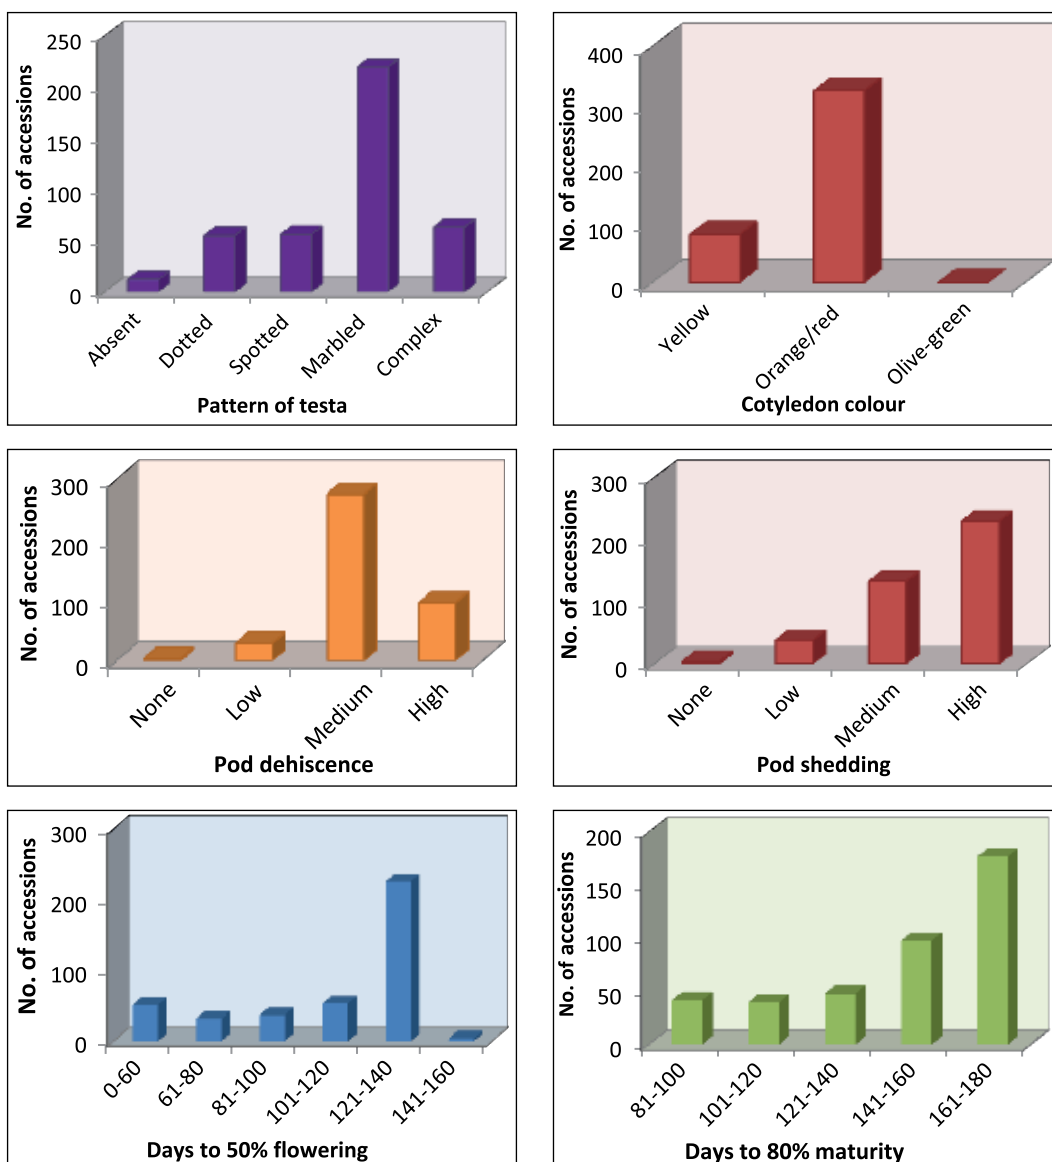 No. of accessions
250
200
150
100
50
0
Absent
Dotted
Spotted
Marbled
Complex
Pattern of testa
No. of accessions
400
300
200
100
0
Yellow
Orange/red
Olive-green
Cotyledon colour
No. of accessions
300
200
100
0
None
Low
Medium
High
Pod dehiscence
No. of accessions
300
200
100
0
None
Low
Medium
High
Pod shedding
No. of accessions
300
200
100
0
0-60
61-80
81-100
101-120
121-140
141-160
Days to 50% flowering
No. of accessions
200
150
100
50
0
81-100
101-120
121-140
141-160
161-180
Days to 80% maturity